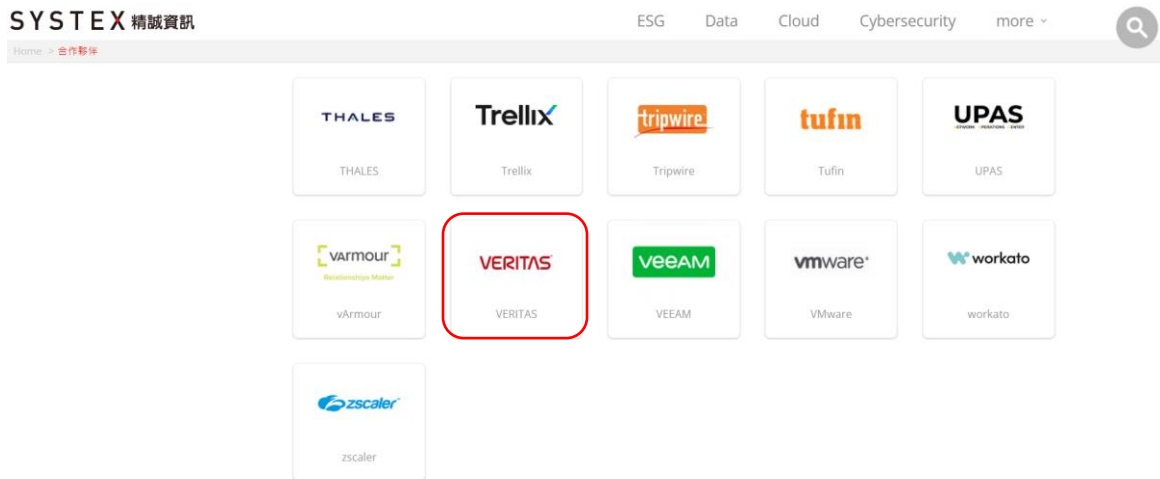 SYSTEX 精誠資訊
ESG Data Cloud Cybersecurity more
Home > 合作夥伴
THALES Trellix tripwire tufin UPAS
THALES Trellix Tripwire Tufin UPAS
vARMOUR VERITAS veeAM vmware workato
Relationships Matter
vArmour VERITAS VEEAM VMware workato
zscaler
zscaler